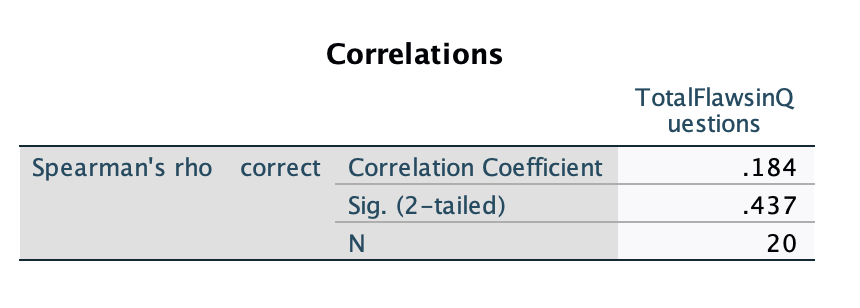 Correlations
TotalFlawsinQ
uestions
Spearman's rho correct Correlation Coefficient .184
Sig. (2-tailed) .437
N 20